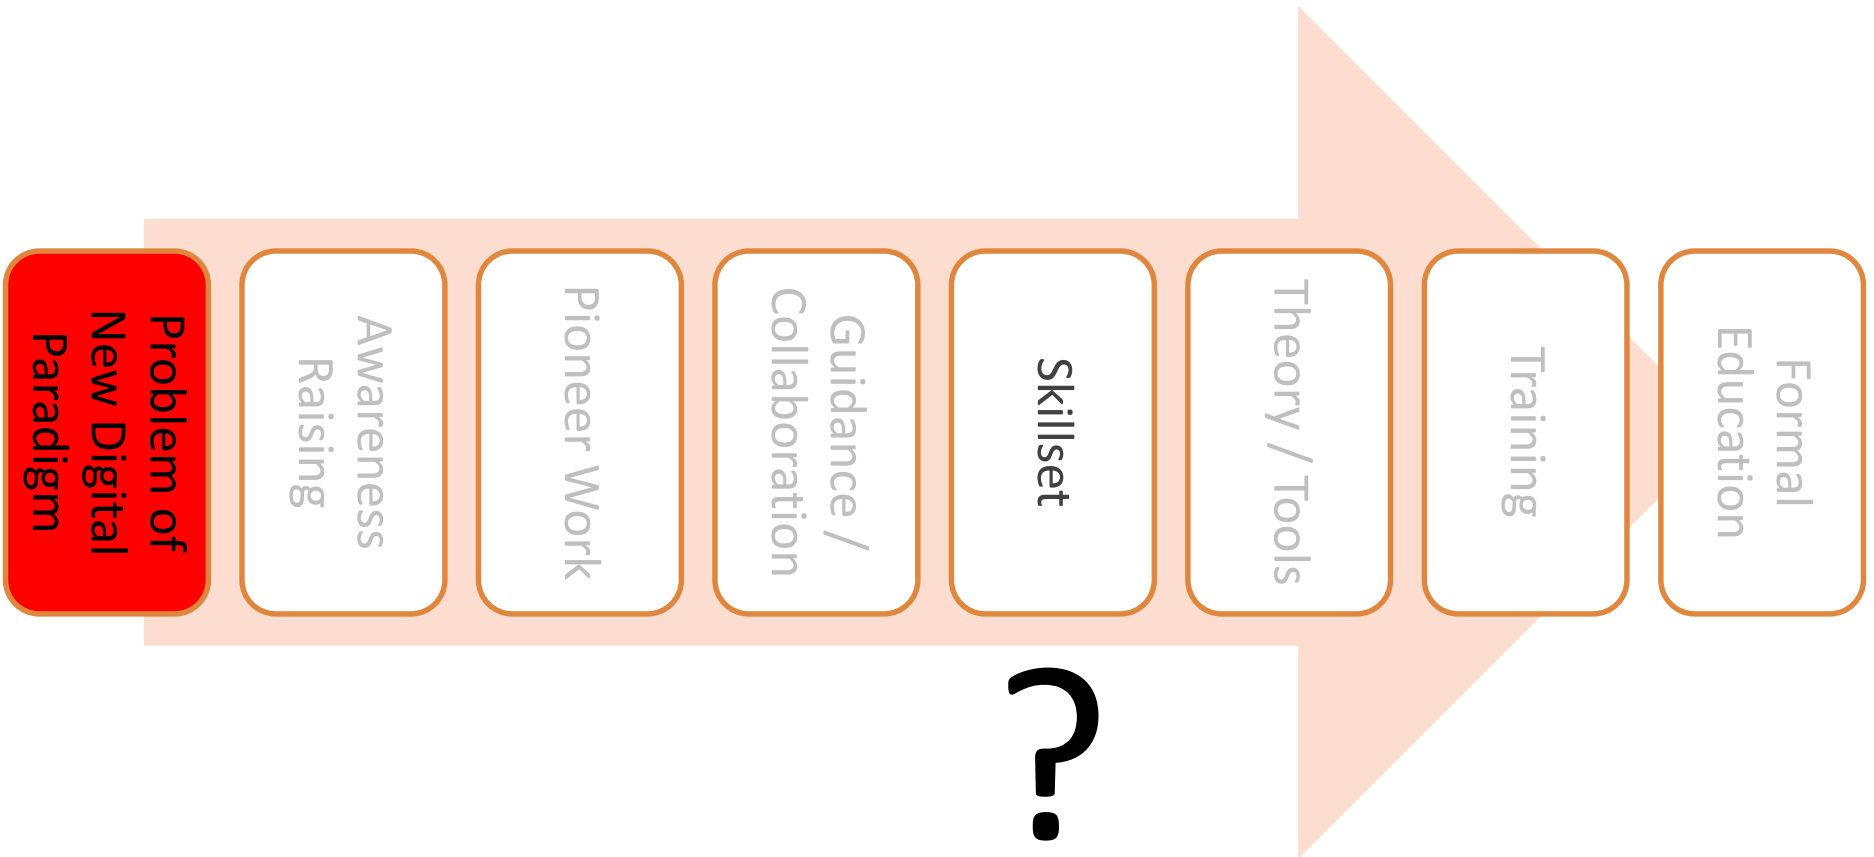 Problem of
New Digital
Paradigm
Awareness
Raising
Pioneer Work
Guidance /
Collaboration
Skillset
Theory / Tools
Training
Formal
Education
?